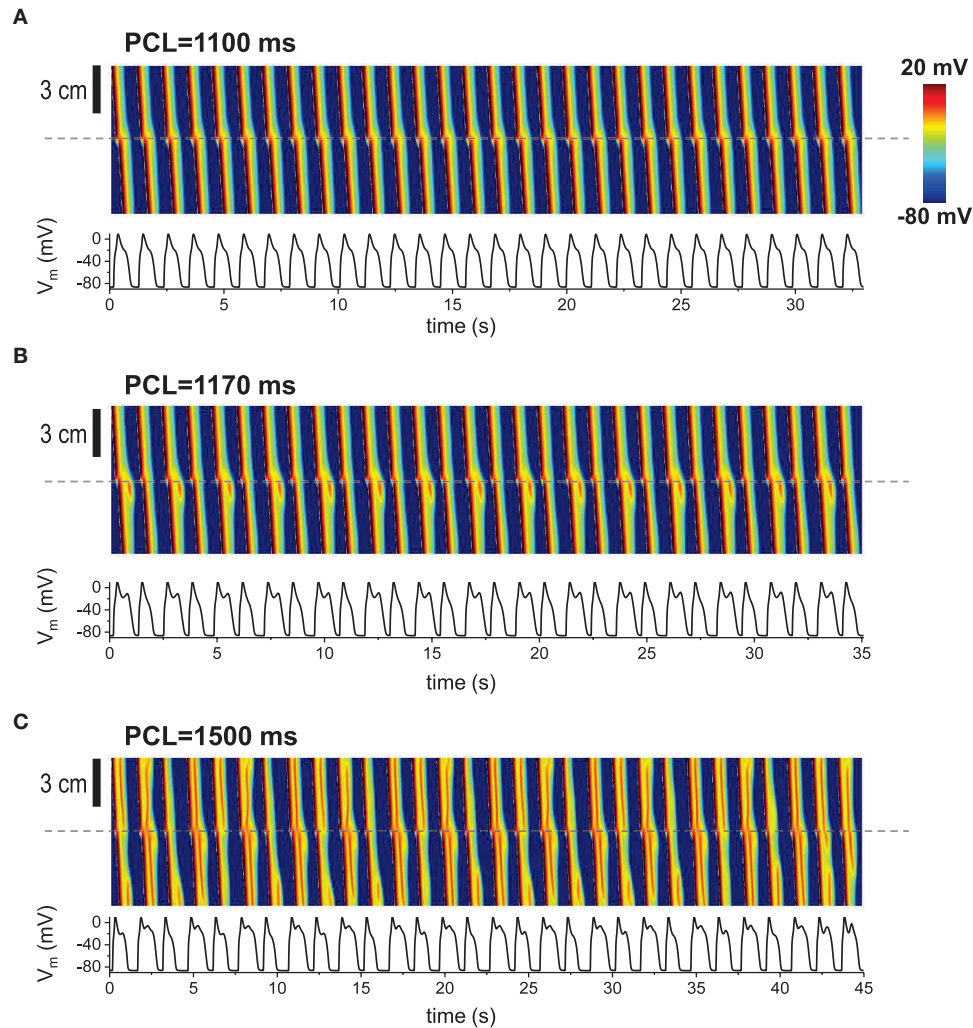 A
PCL=1100 ms
3 cm
20 mV
-80 mV
Vm (mV)
0
-40
-80
0 5 10 15 20 25 30
time (s)
B
PCL=1170 ms
3 cm
Vm (mV)
0
-40
-80
0 5 10 15 20 25 30 35
time (s)
C
PCL=1500 ms
3 cm
Vm (mV)
0
-40
-80
0 5 10 15 20 25 30 35 40 45
time (s)